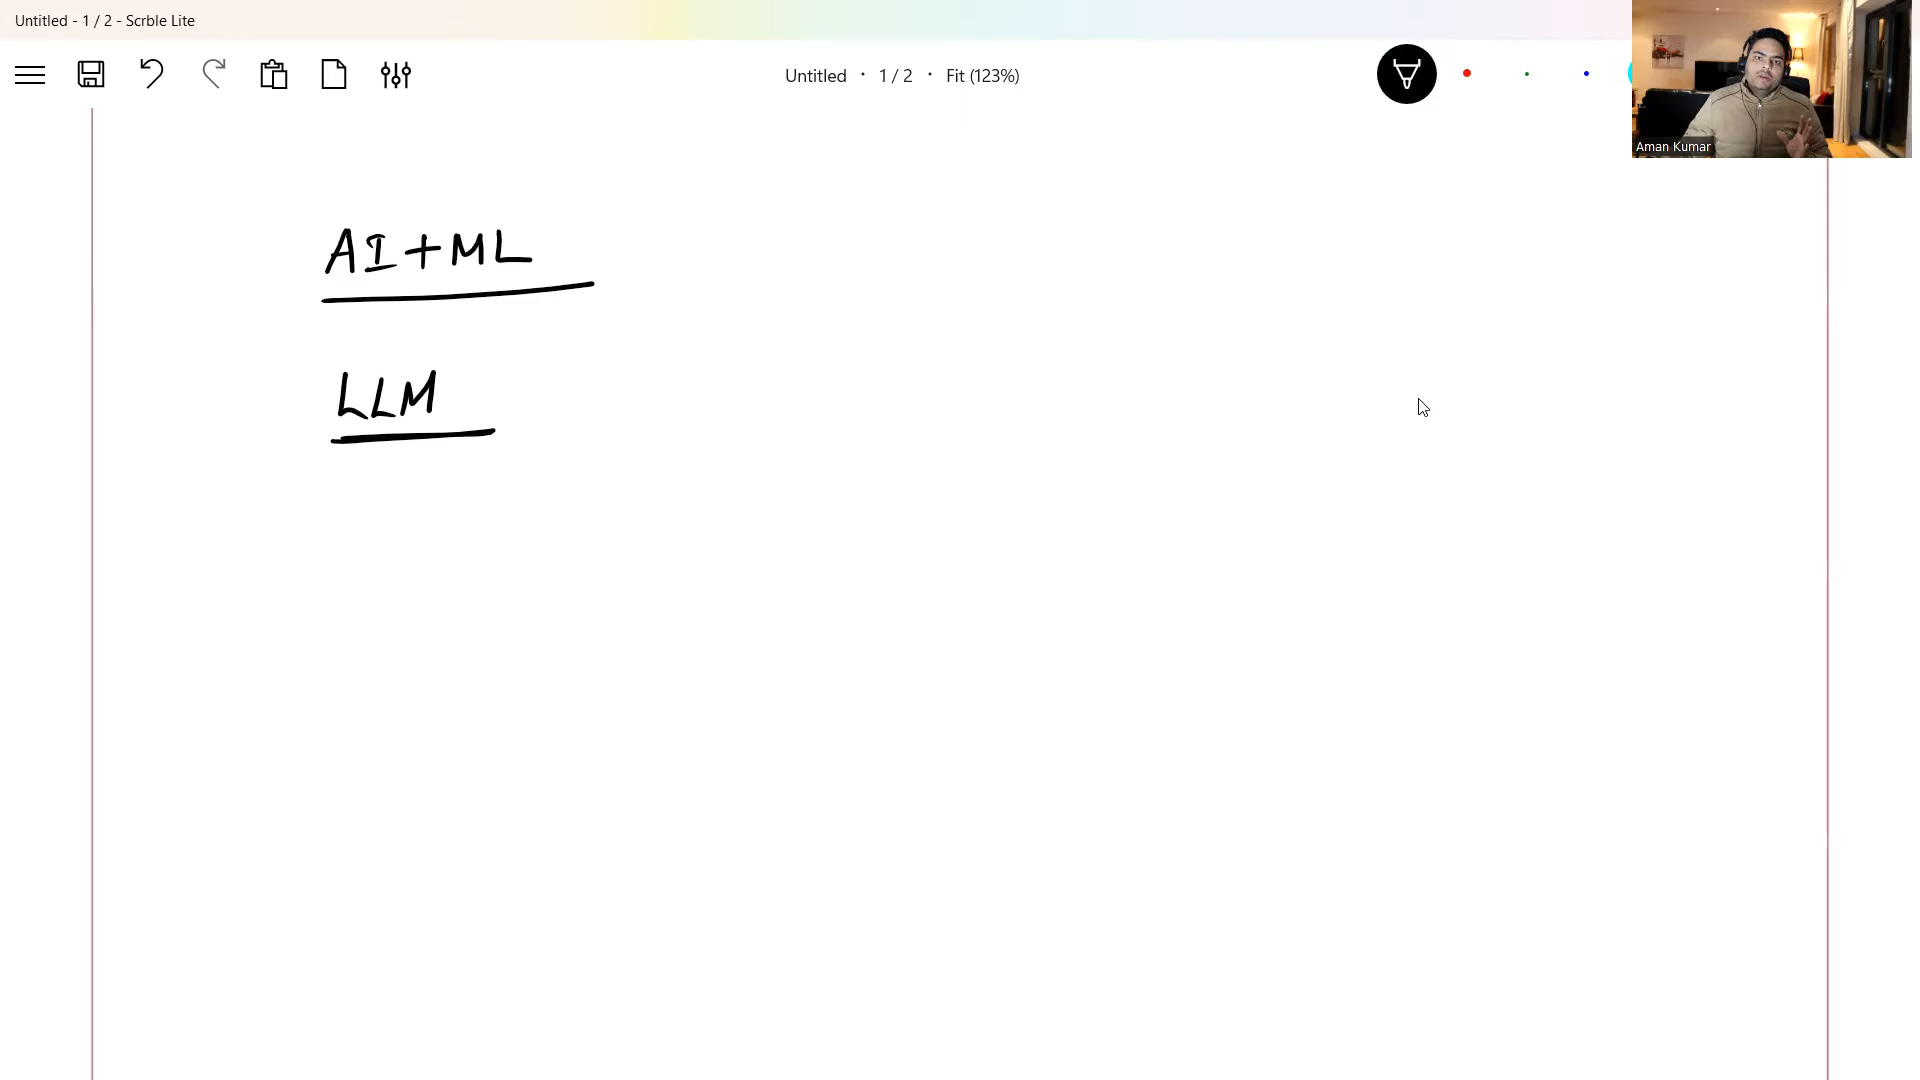 Untitled - 1 / 2 - Scrble Lite
Untitled • 1 / 2 • Fit (123%)
Aman Kumar
AI+ML
LLM